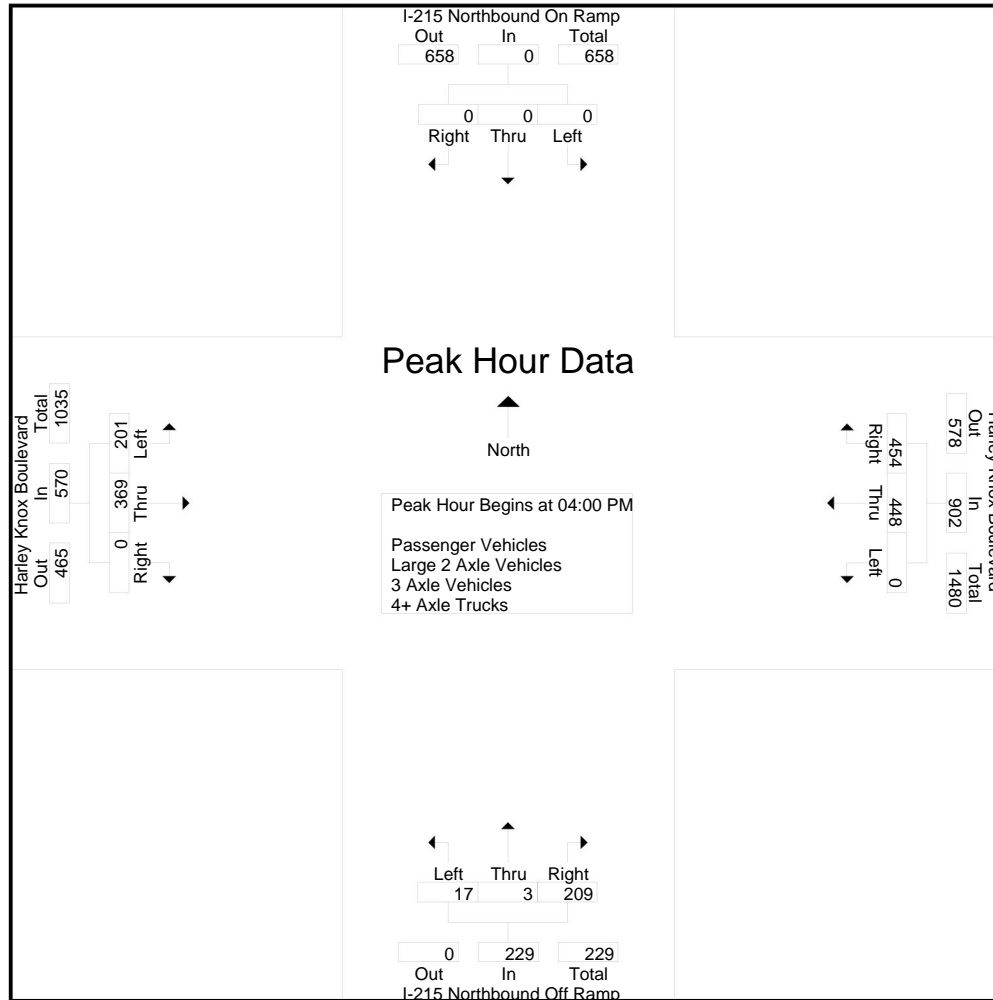 I-215 Northbound On Ramp
Out In Total
658 0 658
0 0 0
Right Thru Left
Peak Hour Data
North
Peak Hour Begins at 04:00 PM
Passenger Vehicles
Large 2 Axle Vehicles
3 Axle Vehicles
4+ Axle Trucks
Harley Knox Boulevard
Out In Total
465 570 1035
Right Thru Left
0 369 201
Harley Knox Boulevard
Out In Total
578 902 1480
454 448 0
Right Thru Left
Left Thru Right
17 3 209
0 229 229
Out In Total
I-215 Northbound Off Ramp